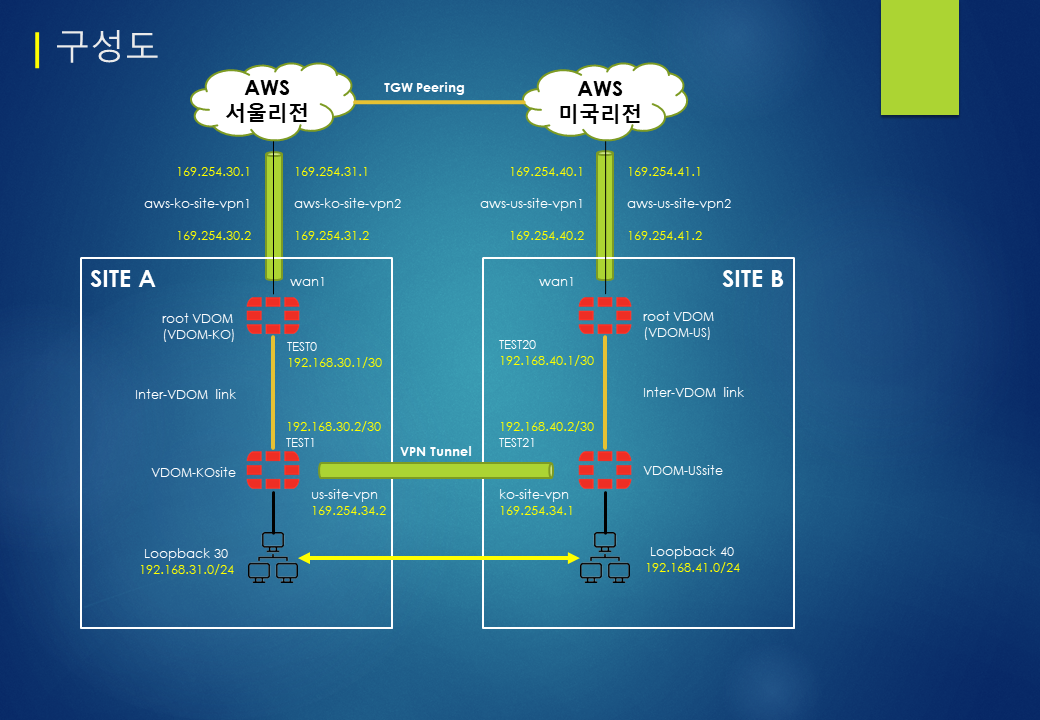 구성도
AWS
서울리전
TGW Peering
AWS
미국리전
169.254.30.1
169.254.31.1
169.254.40.1
169.254.41.1
aws-ko-site-vpn1
aws-ko-site-vpn2
aws-us-site-vpn1
aws-us-site-vpn2
169.254.30.2
169.254.31.2
169.254.40.2
169.254.41.2
SITE A
wan1
wan1
SITE B
root VDOM
(VDOM-KO)
root VDOM
(VDOM-US)
TEST0
192.168.30.1/30
TEST20
192.168.40.1/30
Inter-VDOM link
Inter-VDOM link
192.168.30.2/30
TEST1
192.168.40.2/30
TEST21
VPN Tunnel
VDOM-KOsite
VDOM-USsite
us-site-vpn
169.254.34.2
ko-site-vpn
169.254.34.1
Loopback 30
192.168.31.0/24
Loopback 40
192.168.41.0/24